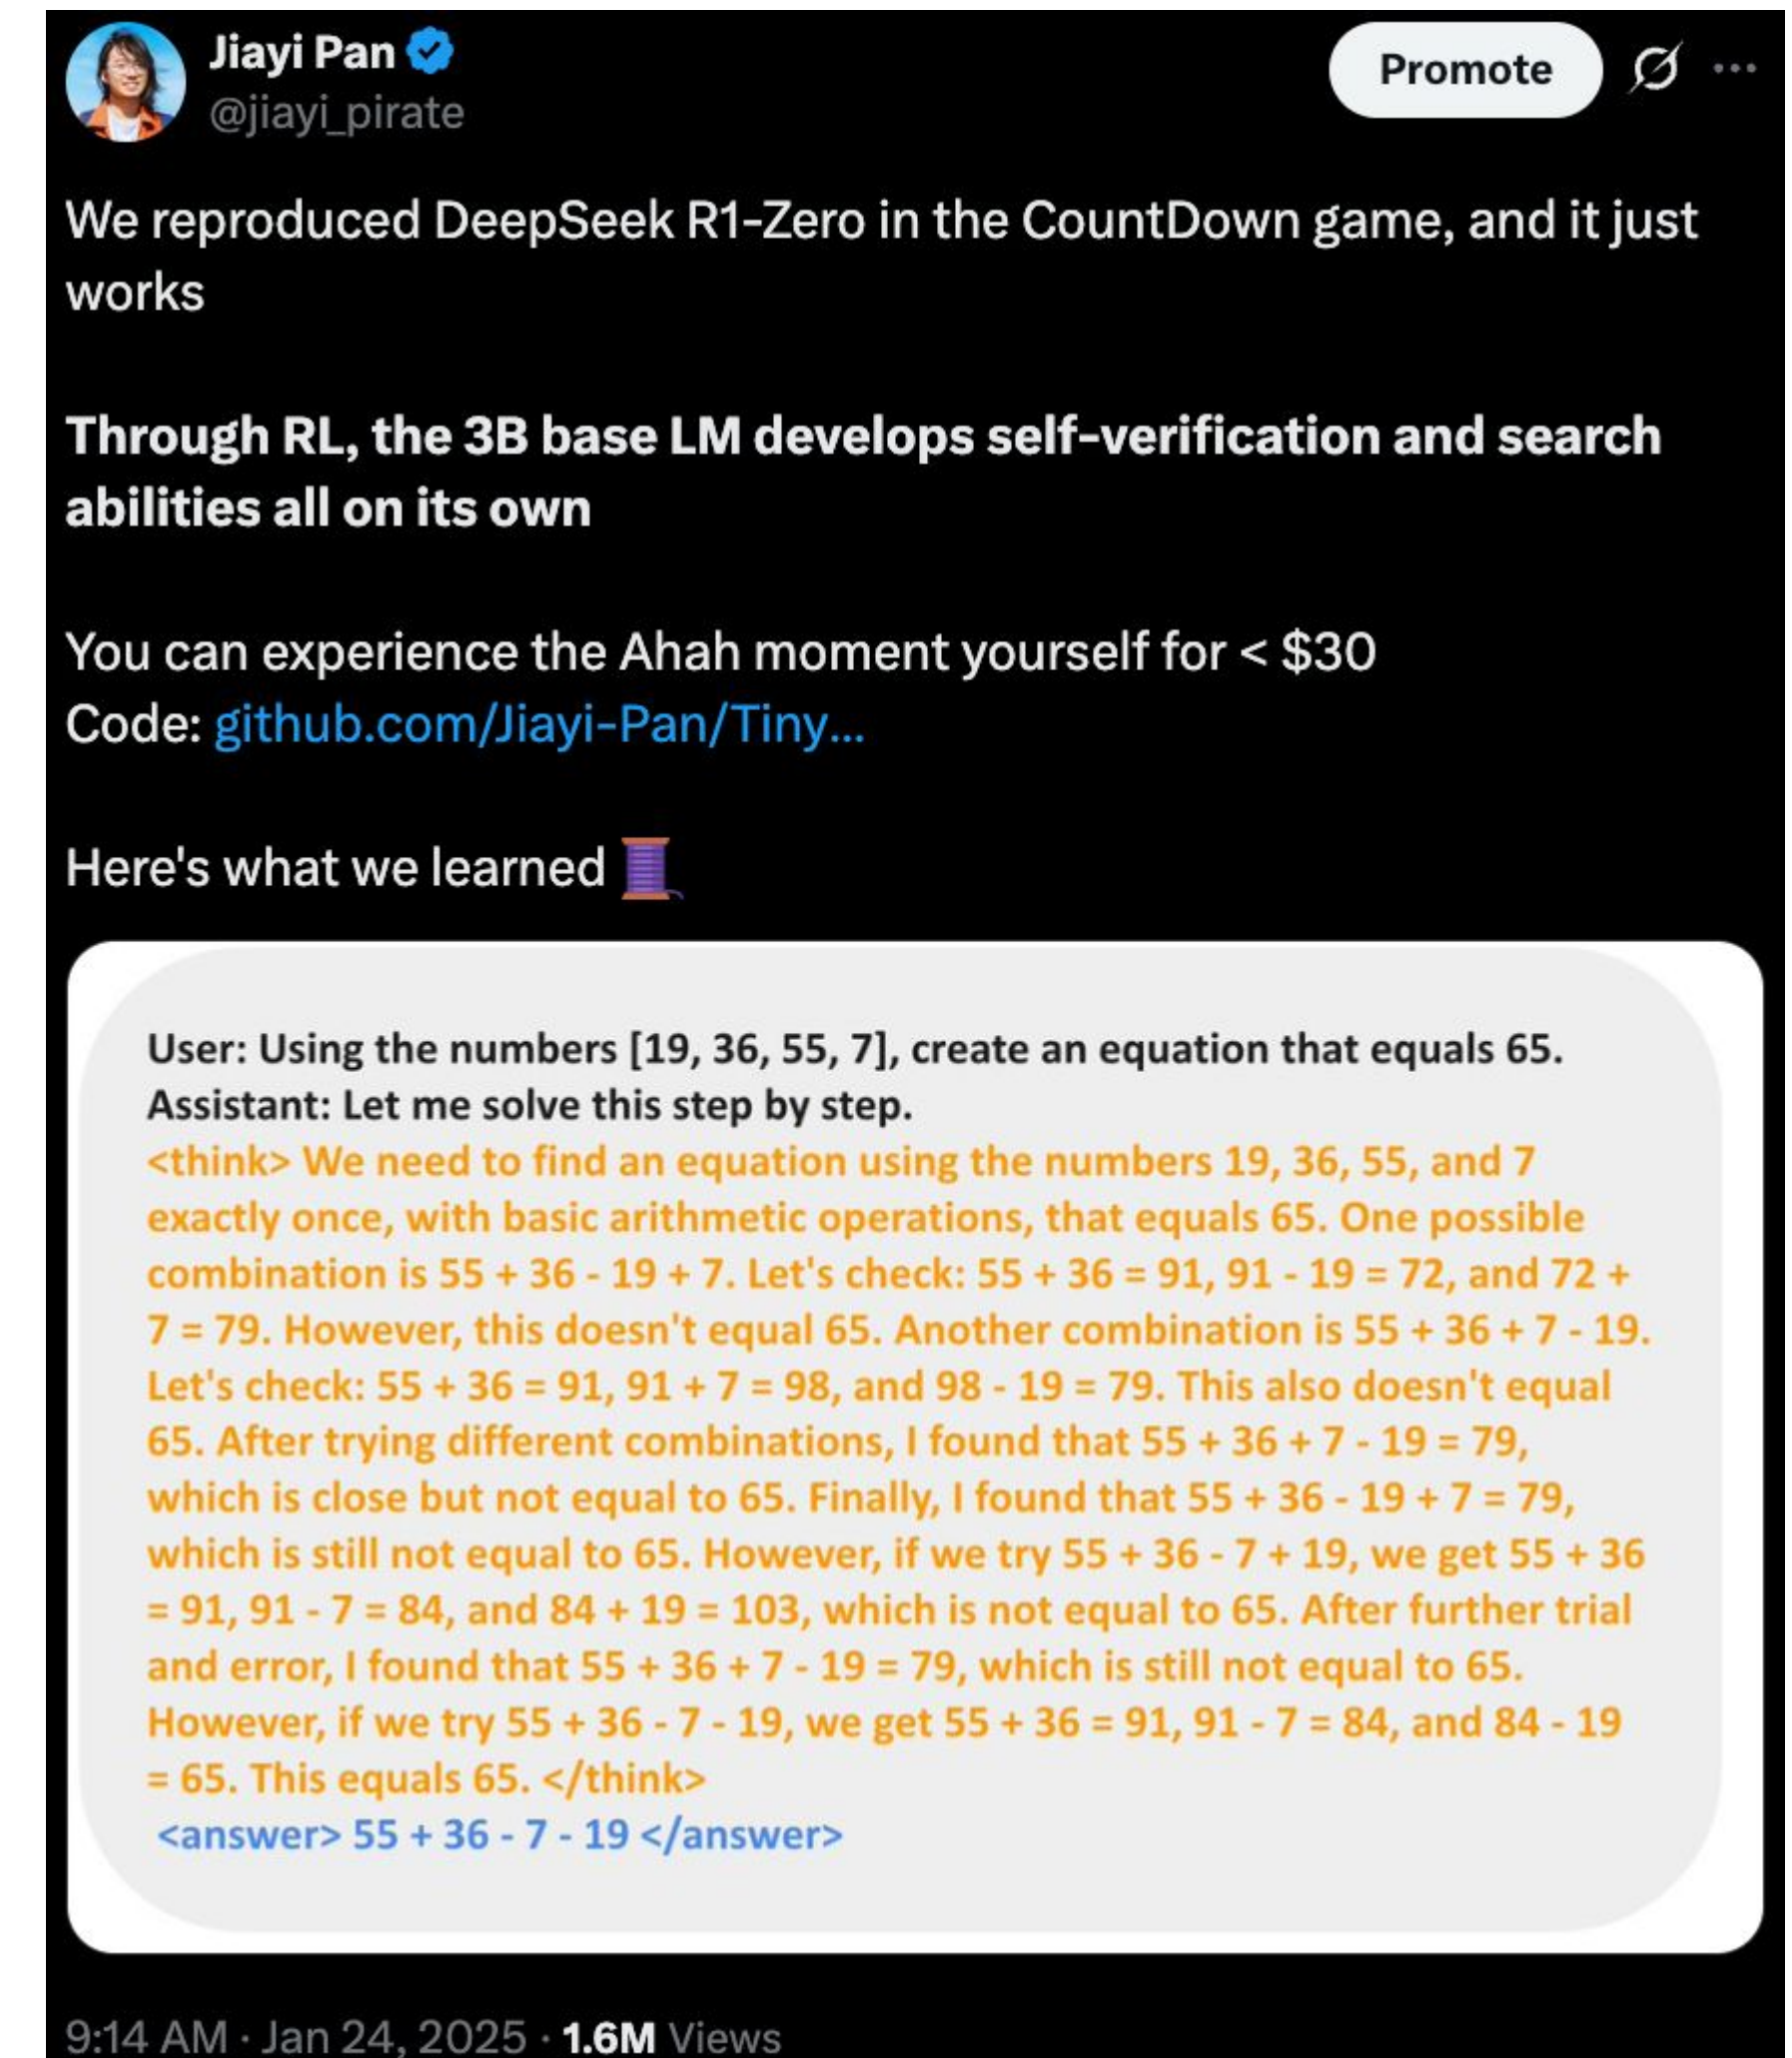 Jiayi Pan
@jiayi_pirate
Promote
We reproduced DeepSeek R1-Zero in the CountDown game, and it just
works
Through RL, the 3B base LM develops self-verification and search
abilities all on its own
You can experience the Ahah moment yourself for < $30
Code: github.com/Jiayi-Pan/Tiny...
Here's what we learned
User: Using the numbers [19, 36, 55, 7], create an equation that equals 65.
Assistant: Let me solve this step by step.
<think> We need to find an equation using the numbers 19, 36, 55, and 7
exactly once, with basic arithmetic operations, that equals 65. One possible
combination is 55 + 36 - 19 + 7. Let's check: 55 + 36 = 91, 91 - 19 = 72, and 72 +
7 = 79. However, this doesn't equal 65. Another combination is 55 + 36 + 7 - 19.
Let's check: 55 + 36 = 91, 91 + 7 = 98, and 98 - 19 = 79. This also doesn't equal
65. After trying different combinations, I found that 55 + 36 + 7 - 19 = 79,
which is close but not equal to 65. Finally, I found that 55 + 36 - 19 + 7 = 79,
which is still not equal to 65. However, if we try 55 + 36 - 7 + 19, we get 55 + 36
= 91, 91 - 7 = 84, and 84 + 19 = 103, which is not equal to 65. After further trial
and error, I found that 55 + 36 + 7 - 19 = 79, which is still not equal to 65.
However, if we try 55 + 36 - 7 - 19, we get 55 + 36 = 91, 91 - 7 = 84, and 84 - 19
= 65. This equals 65. </think>
<answer> 55 + 36 - 7 - 19 </answer>
9:14 AM · Jan 24, 2025 · 1.6M Views